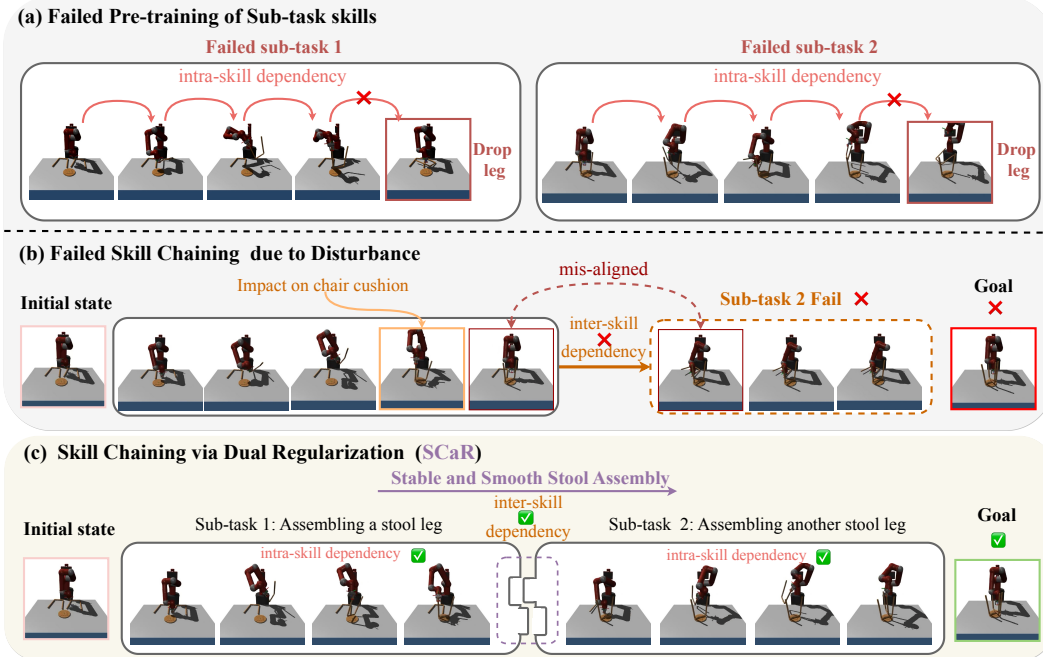 (a) Failed Pre-training of Sub-task skills
Failed sub-task 1
intra-skill dependency
Drop
leg
Failed sub-task 2
intra-skill dependency
Drop
leg
(b) Failed Skill Chaining due to Disturbance
Initial state
Impact on chair cushion
mis-aligned
inter-skill
dependency
Sub-task 2 Fail
Goal
(c) Skill Chaining via Dual Regularization (SCaR)
Stable and Smooth Stool Assembly
Initial state
Sub-task 1: Assembling a stool leg
inter-skill
dependency
Sub-task 2: Assembling another stool leg
Goal
intra-skill dependency
intra-skill dependency